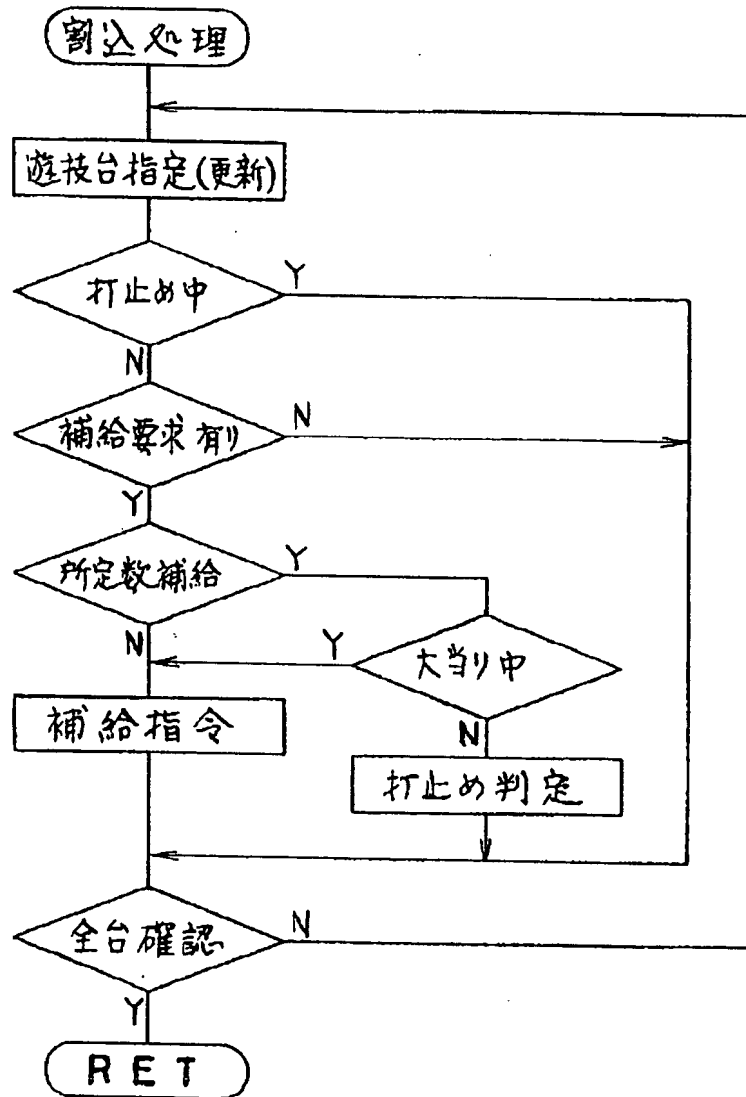 割込処理
遊技台指定(更新)
打止め中
Y
N
補給要求有り
N
Y
所定数補給
Y
N
大当り中
Y
N
補給指令
打止め判定
全台確認
N
Y
RET